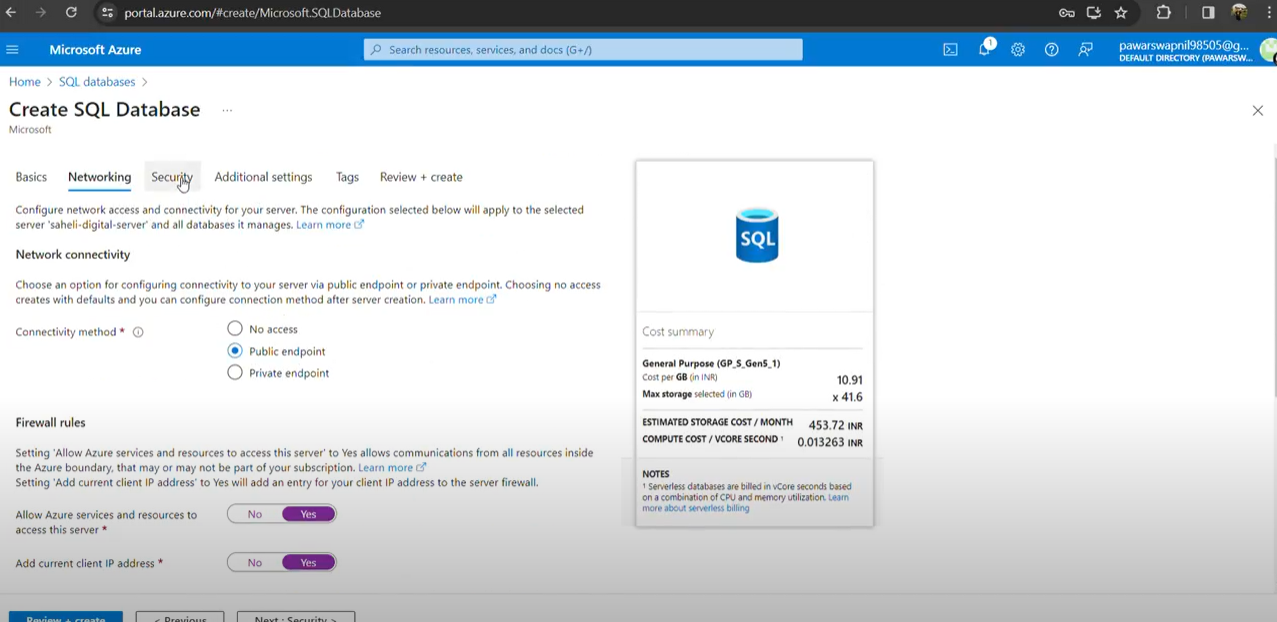 portal.azure.com/#create/Microsoft.SQLDatabase
Microsoft Azure
Search resources, services, and docs (G+/)
1
pawarswapnil98505@g...
DEFAULT DIRECTORY (PAWARSW...
Home > SQL databases >
Create SQL Database ...
Microsoft
Basics Networking Security Additional settings Tags Review + create
Configure network access and connectivity for your server. The configuration selected below will apply to the selected
server 'saheli-digital-server' and all databases it manages. Learn more
Network connectivity
Choose an option for configuring connectivity to your server via public endpoint or private endpoint. Choosing no access
creates with defaults and you can configure connection method after server creation. Learn more
Connectivity method *
No access
Public endpoint
Private endpoint
Firewall rules
Setting 'Allow Azure services and resources to access this server' to Yes allows communications from all resources inside
the Azure boundary, that may or may not be part of your subscription. Learn more
Setting 'Add current client IP address' to Yes will add an entry for your client IP address to the server firewall.
Allow Azure services and resources to
access this server *
No Yes
Add current client IP address *
No Yes
Review + create < Previous Next : Security >
SQL
Cost summary
General Purpose (GP_S_Gen5_1)
Cost per GB (in INR) 10.91
Max storage selected (in GB) x 41.6
ESTIMATED STORAGE COST / MONTH 453.72 INR
COMPUTE COST / VCORE SECOND ¹ 0.013263 INR
NOTES
¹ Serverless databases are billed in vCore seconds based
on a combination of CPU and memory utilization. Learn
more about serverless billing